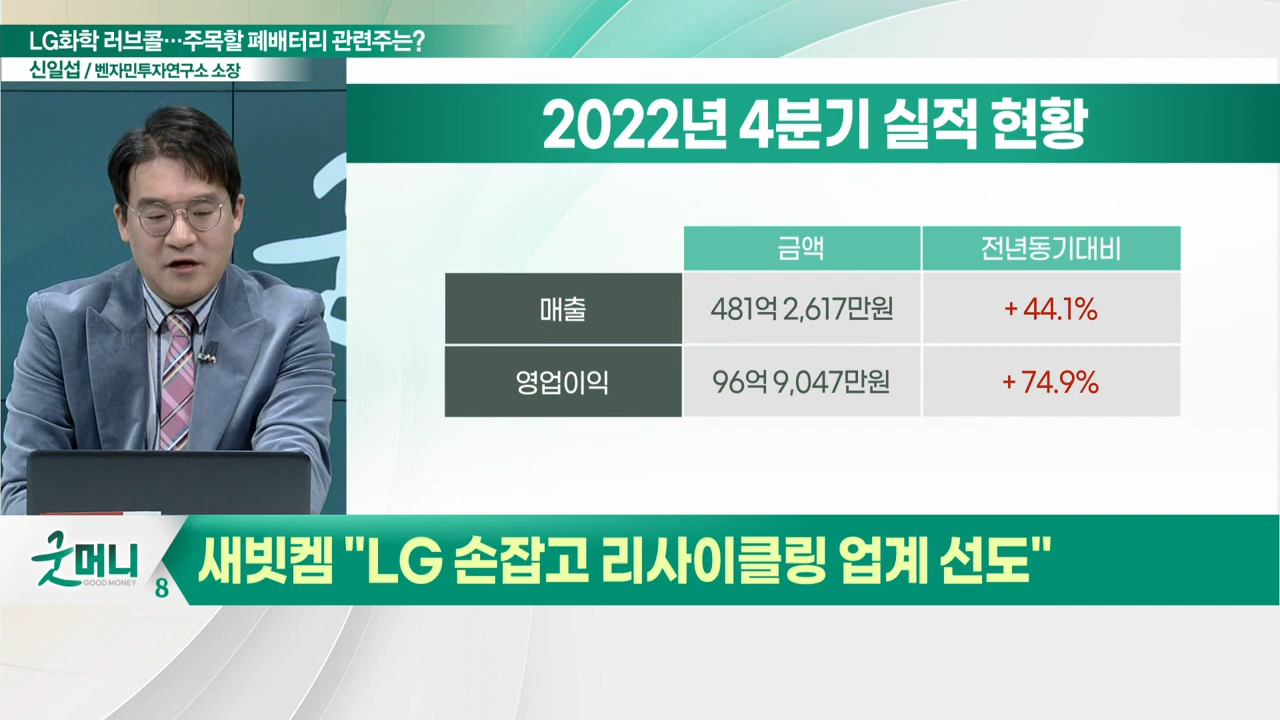 LG화학 러브콜…주목할 폐배터리 관련주는?
신일섭 / 벤자민투자연구소 소장
2022년 4분기 실적 현황
금액 전년동기대비
매출 481억 2,617만원 + 44.1%
영업이익 96억 9,047만원 + 74.9%
굿머니
GOOD MONEY
8
새빗켐 "LG 손잡고 리사이클링 업계 선도"